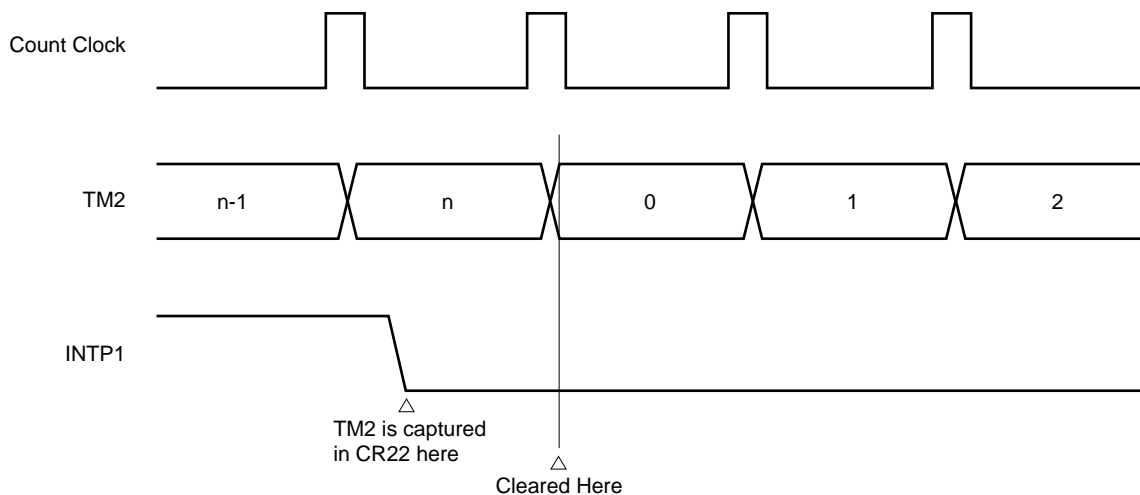 Count Clock
TM2
n-1
n
0
1
2
INTP1
TM2 is captured
in CR22 here
Cleared Here